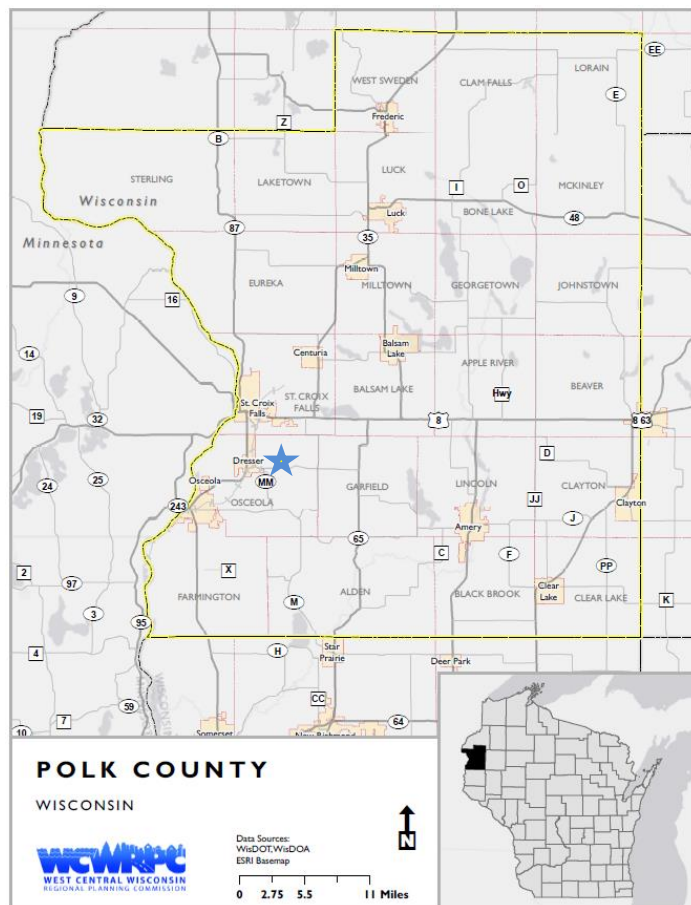 EE
LORAIN
WEST SWEDEN
CLAM FALLS
E
Frederic
Z
B
STERLING
LAKETOWN
LUCK
I
O
MCKINLEY
Wisconsin
Luck
BONE LAKE
48
Minnesota
87
35
Milltown
EUREKA
MILLTOWN
GEORGETOWN
JOHNSTOWN
9
16
14
Centuria
Balsam
Lake
APPLE RIVER
BALSAM LAKE
BEAVER
Hwy
St. Croix
Falls
ST. CROIX
FALLS
19
32
8
8 63
Dresser
D
24
25
Osceola
MM
GARFIELD
LINCOLN
CLAYTON
243
OSCEOLA
JJ
Clayton
Amery
J
65
2
X
C
F
PP
97
FARMINGTON
M
ALDEN
BLACK BROOK
Clear
Lake
CLEAR LAKE
K
3
95
4
H
Star
Prairie
Deer Park
59
CC
7
64
10
Somerset
New Richmond
WISCONSIN
POLK COUNTY
WISCONSIN
N
WCWRPC
WEST CENTRAL WISCONSIN
REGIONAL PLANNING COMMISSION
Data Sources:
WisDOT,WisDOA
ESRI Basemap
0 2.75 5.5 11 Miles